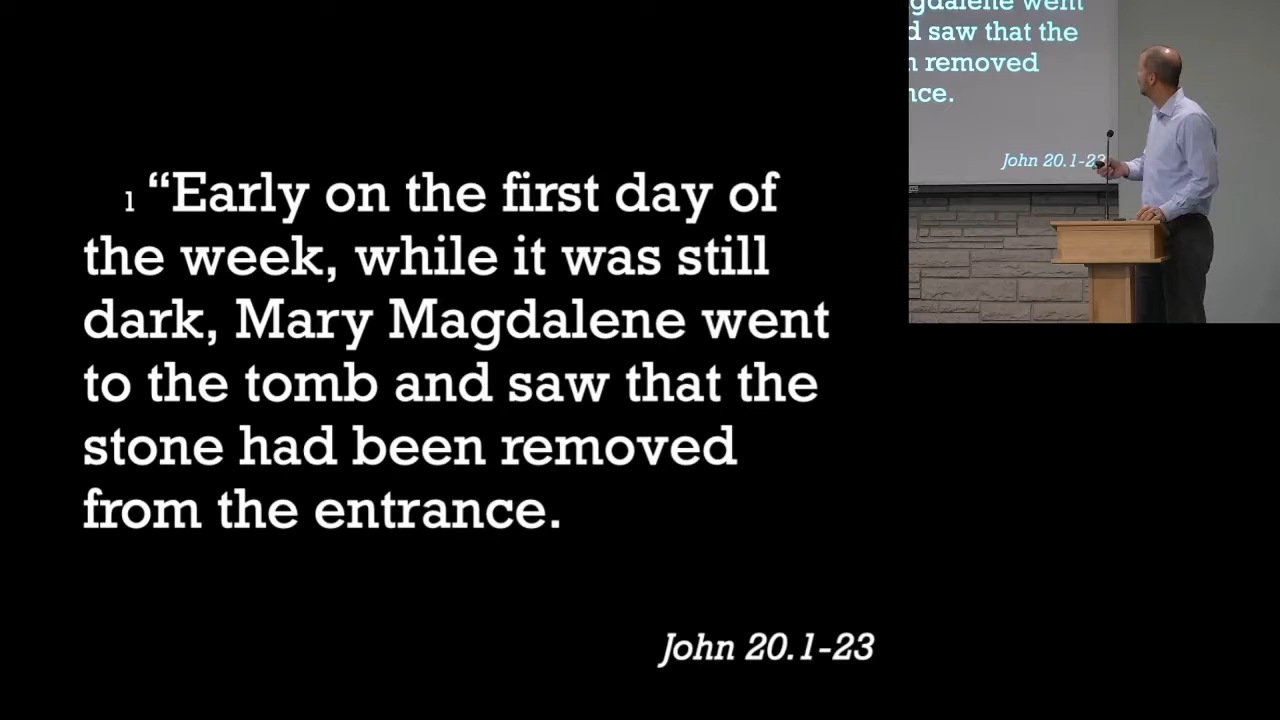 1 “Early on the first day of
the week, while it was still
dark, Mary Magdalene went
to the tomb and saw that the
stone had been removed
from the entrance.
John 20.1-23
gdalene went
d saw that the
n removed
nce.
John 20.1-23